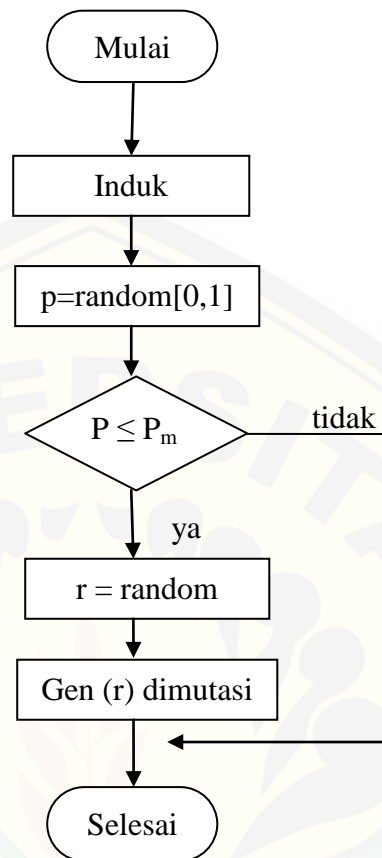 Mulai
Induk
p=random[0,1]
P ≤ Pm
tidak
ya
r = random
Gen (r) dimutasi
Selesai